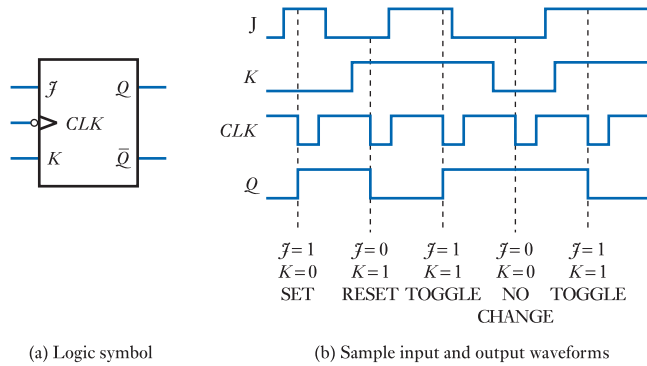 J Q
CLK
K Q̄
(a) Logic symbol
J
K
CLK
Q
J = 1 J = 0 J = 1 J = 0 J = 1
K = 0 K = 1 K = 1 K = 0 K = 1
SET RESET TOGGLE NO TOGGLE
CHANGE
(b) Sample input and output waveforms